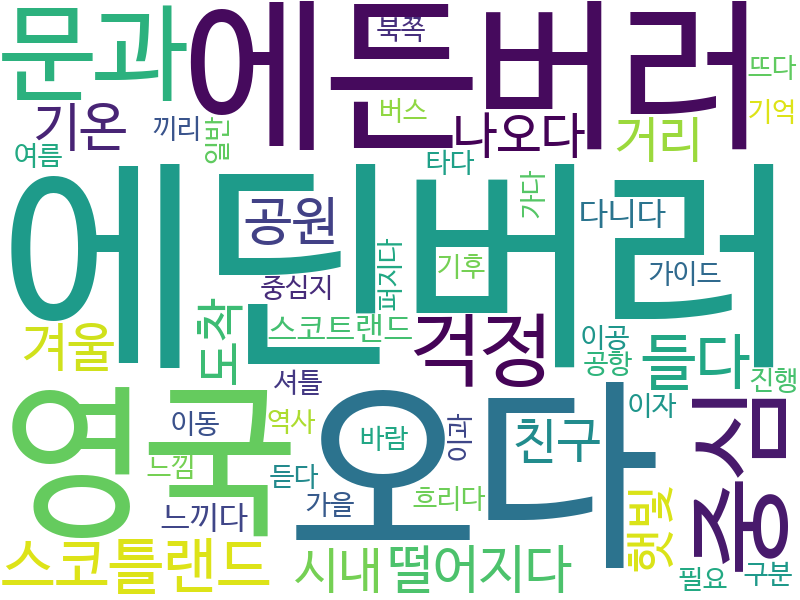 문과
에든버러
북쪽
뜨다
기온
끼리
일반
버스
나오다
거리
기억
여름
타다
에딘버러
공원
가다
다니다
중심지
퍼지다
기후
가이드
겨울
도착
스코트랜드
걱정
이공
공항
들다
진행
셔틀
영국
오다
이동
역사
바람
이과
친구
이자
중심
느낌
듣다
느끼다
가을
흐리다
햇빛
스코틀랜드
시내
떨어지다
필요
구분